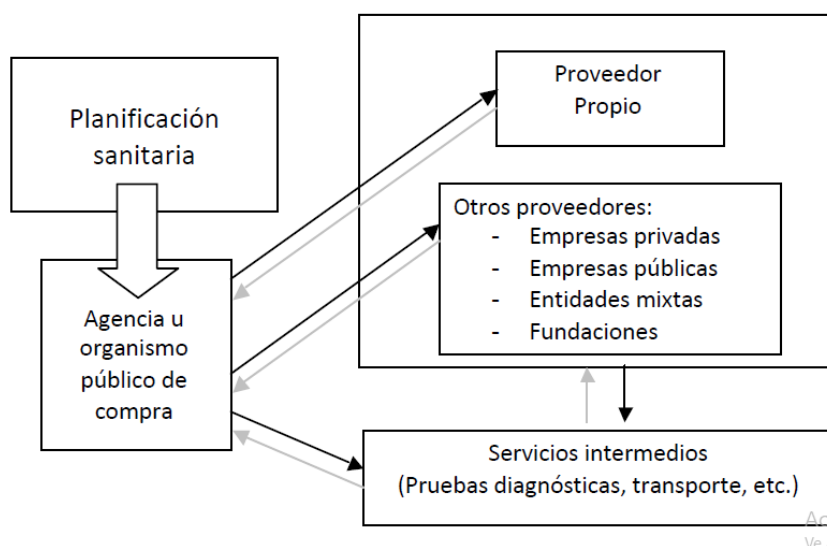 Planificación
sanitaria
Agencia u
organismo
público de
compra
Proveedor
Propio
Otros proveedores:
- Empresas privadas
- Empresas públicas
- Entidades mixtas
- Fundaciones
Servicios intermedios
(Pruebas diagnósticas, transporte, etc.)